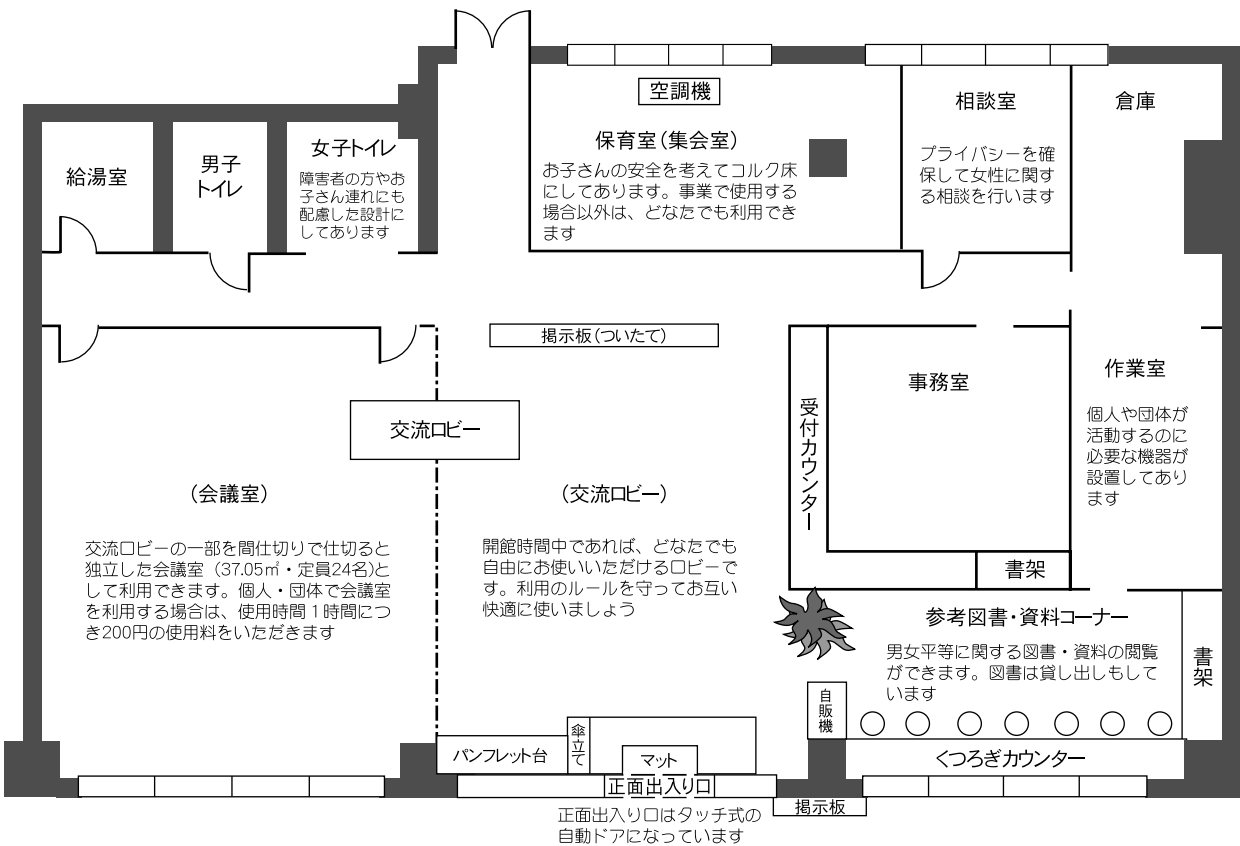 空調機
保育室(集会室)
お子さんの安全を考えてコルク床
にしてあります。事業で使用する
場合以外は、どなたでも利用でき
ます
相談室
プライバシーを確
保して女性に関す
る相談を行います
倉庫
給湯室
男子
トイレ
女子トイレ
障害者の方やお
子さん連れにも
配慮した設計に
してあります
掲示板(ついたて)
交流ロビー
(会議室)
交流ロビーの一部を間仕切りで仕切ると
独立した会議室(37.05㎡・定員24名)と
して利用できます。個人・団体で会議室
を利用する場合は、使用時間1時間につ
き200円の使用料をいただきます
(交流ロビー)
開館時間中であれば、どなたでも
自由にお使いいただけるロビーで
す。利用のルールを守ってお互い
快適に使いましょう
受付カウンター
事務室
書架
作業室
個人や団体が
活動するのに
必要な機器が
設置してあり
ます
参考図書・資料コーナー
男女平等に関する図書・資料の閲覧
ができます。図書は貸し出しもして
います
書架
自販機
くつろぎカウンター
パンフレット台
傘立て
マット
正面出入り口
掲示板
正面出入り口はタッチ式の
自動ドアになっています